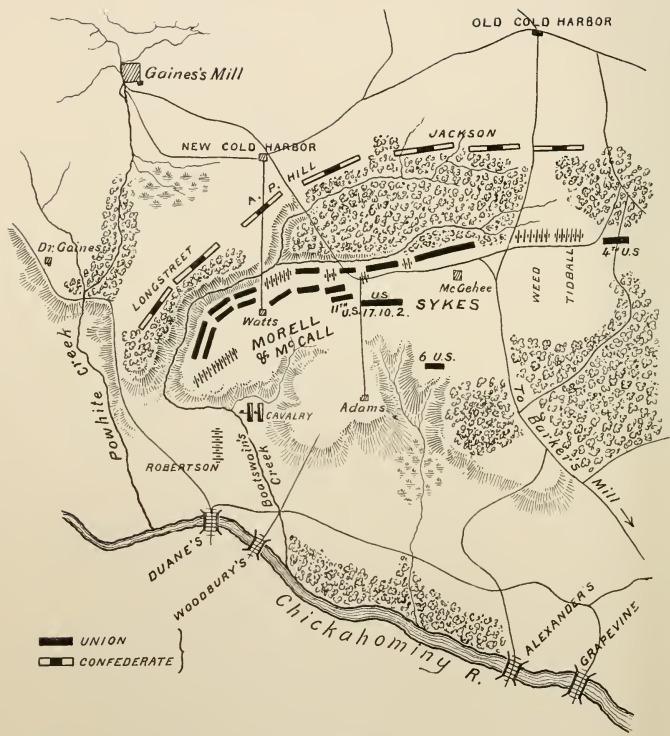 OLD COLD HARBOR
Gaines's Mill
JACKSON
NEW COLD HARBOR
A. P. HILL
Dr. Gaines
LONGSTREET
4TH U.S
McGehee
WEED
TIDBALL
U.S.
SYKES
11TH U.S. 17. 10. 2.
Watts
MORELL
& McCALL
6 U.S.
To Barker's Mill
Powhite Creek
CAVALRY
Adams
Bootswain's
Creek
ROBERTSON
DUANE'S
WOODBURY'S
Chickahominy R.
ALEXANDER'S
GRAPEVINE
UNION
CONFEDERATE